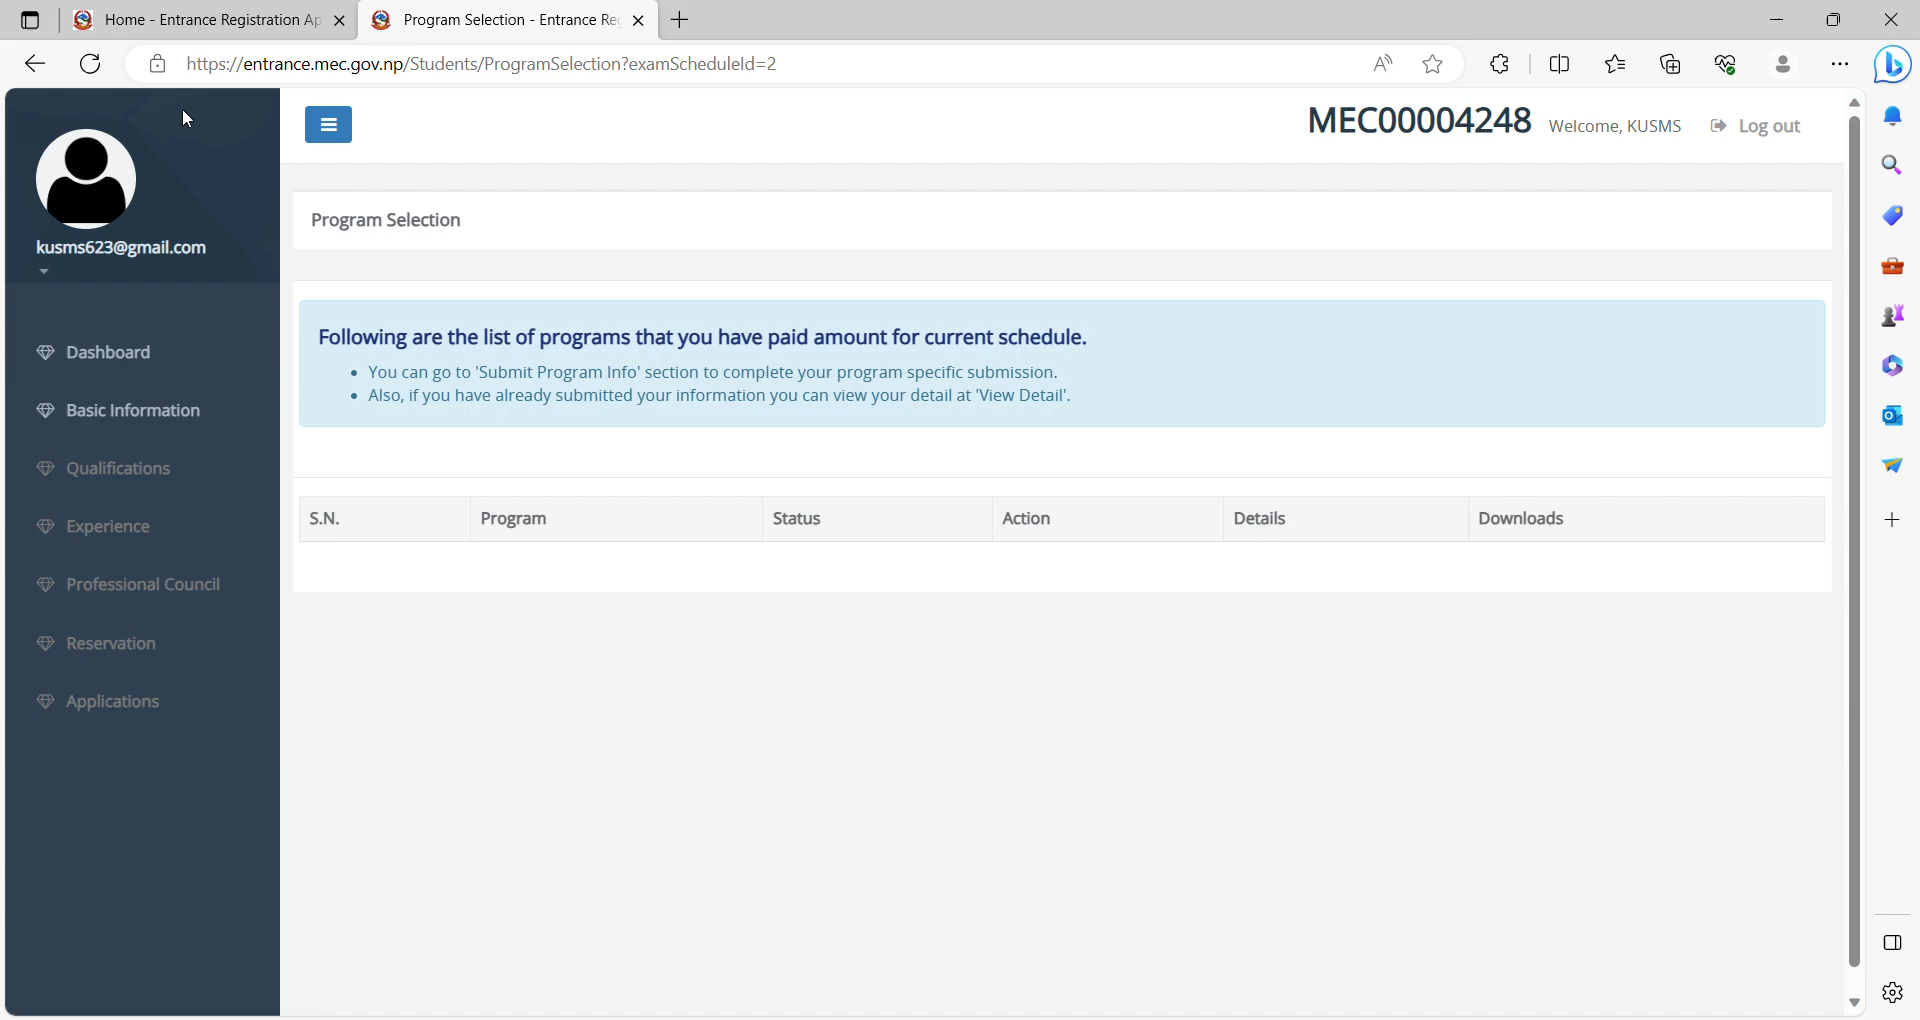 Home - Entrance Registration Ap
Program Selection - Entrance Re
https://entrance.mec.gov.np/Students/ProgramSelection?examScheduleId=2
MEC00004248
Welcome, KUSMS
Log out
kusms623@gmail.com
Dashboard
Basic Information
Qualifications
Experience
Professional Council
Reservation
Applications
Program Selection
Following are the list of programs that you have paid amount for current schedule.
• You can go to 'Submit Program Info' section to complete your program specific submission.
• Also, if you have already submitted your information you can view your detail at 'View Detail'.
S.N. Program Status Action Details Downloads